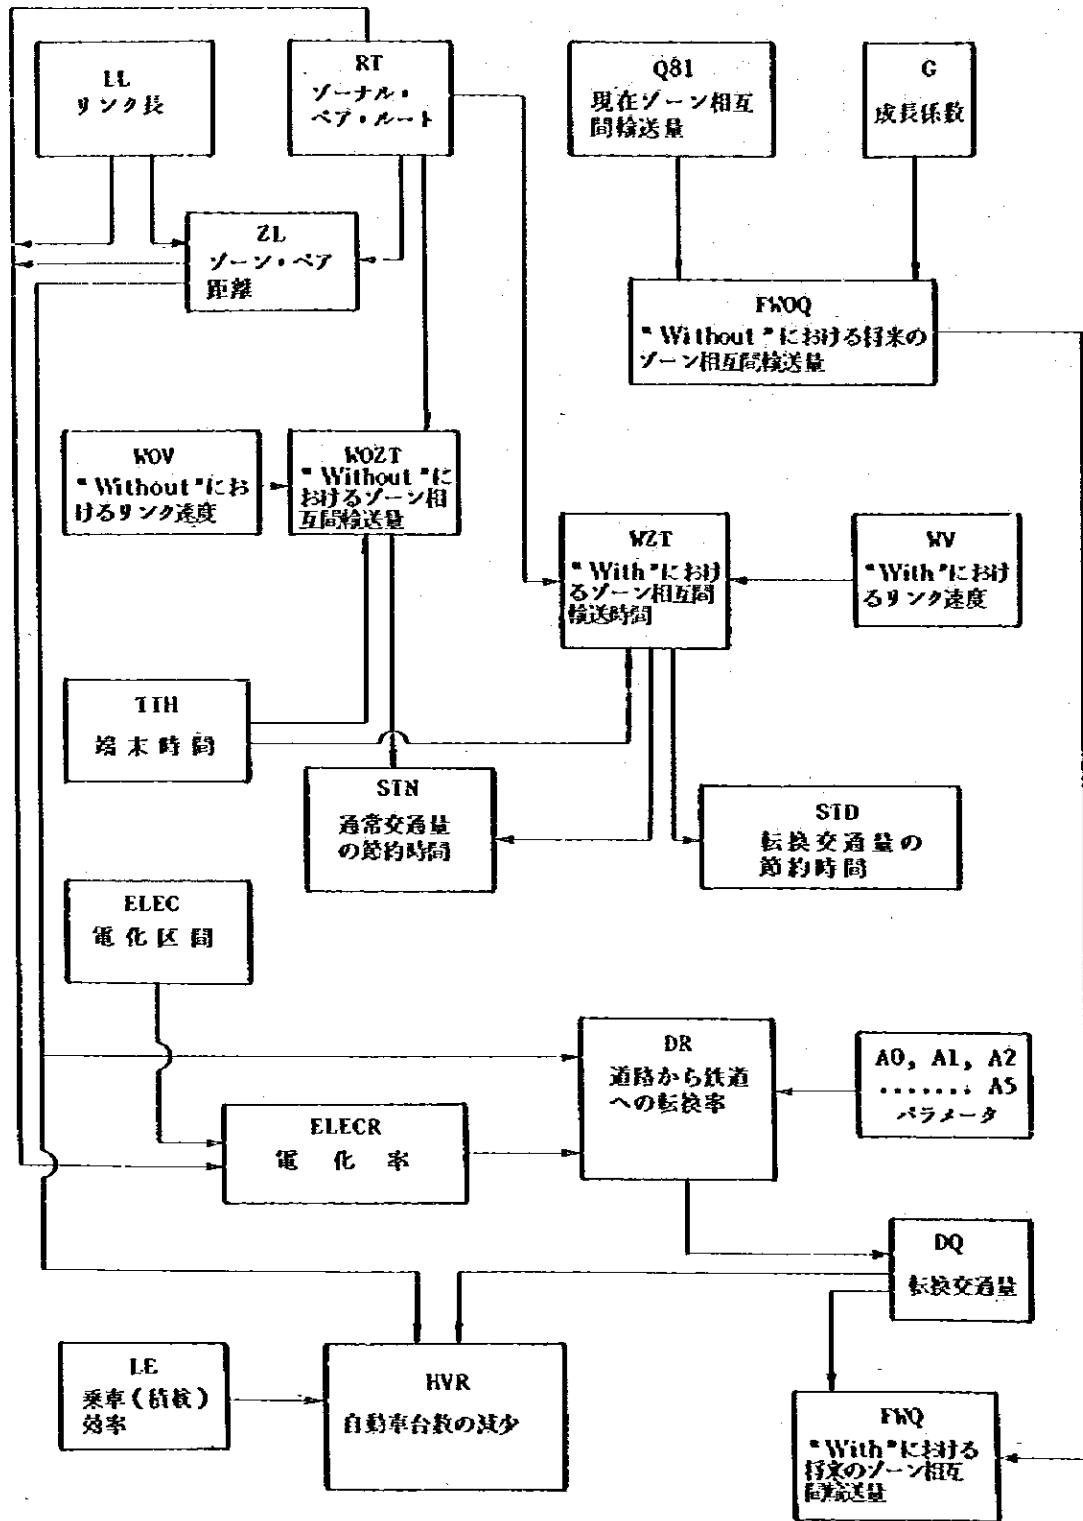 LL
リンク長
RT
ゾーナル・
ペア・ルート
Q81
現在ゾーン相互
間輸送量
G
成長係数
ZL
ゾーン・ペア
距離
FWOQ
"Without"における将来の
ゾーン相互間輸送量
WOV
"Without"にお
けるリンク速度
WOZT
"Without"に
おけるゾーン相
互間輸送量
WZT
"With"におけ
るゾーン相互間
輸送時間
WV
"With"におけ
るリンク速度
TTH
端末時間
STN
通常交通量
の節約時間
STD
転換交通量の
節約時間
ELEC
電化区間
DR
道路から鉄道
への転換率
A0, A1, A2
....... A5
パラメータ
ELECR
電化率
DQ
転換交通量
LE
乗車(積載)
効率
HVR
自動車台数の減少
FWQ
"With"における
将来のゾーン相互
間輸送量